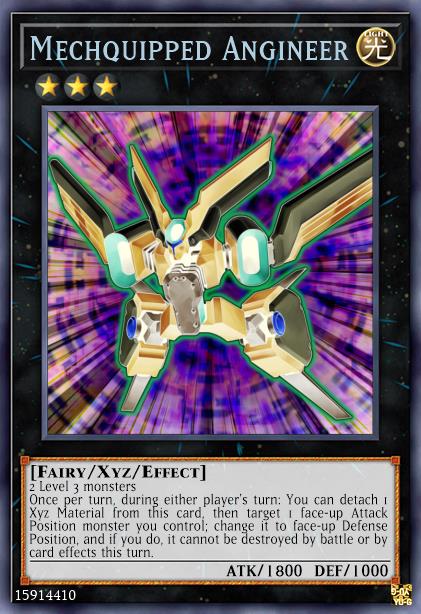 Mechquipped Angineer
LIGHT
光
[Fairy/Xyz/Effect]
2 Level 3 monsters
Once per turn, during either player's turn: You can detach 1
Xyz Material from this card, then target 1 face-up Attack
Position monster you control; change it to face-up Defense
Position, and if you do, it cannot be destroyed by battle or by
card effects this turn.
ATK/1800 DEF/1000
15914410